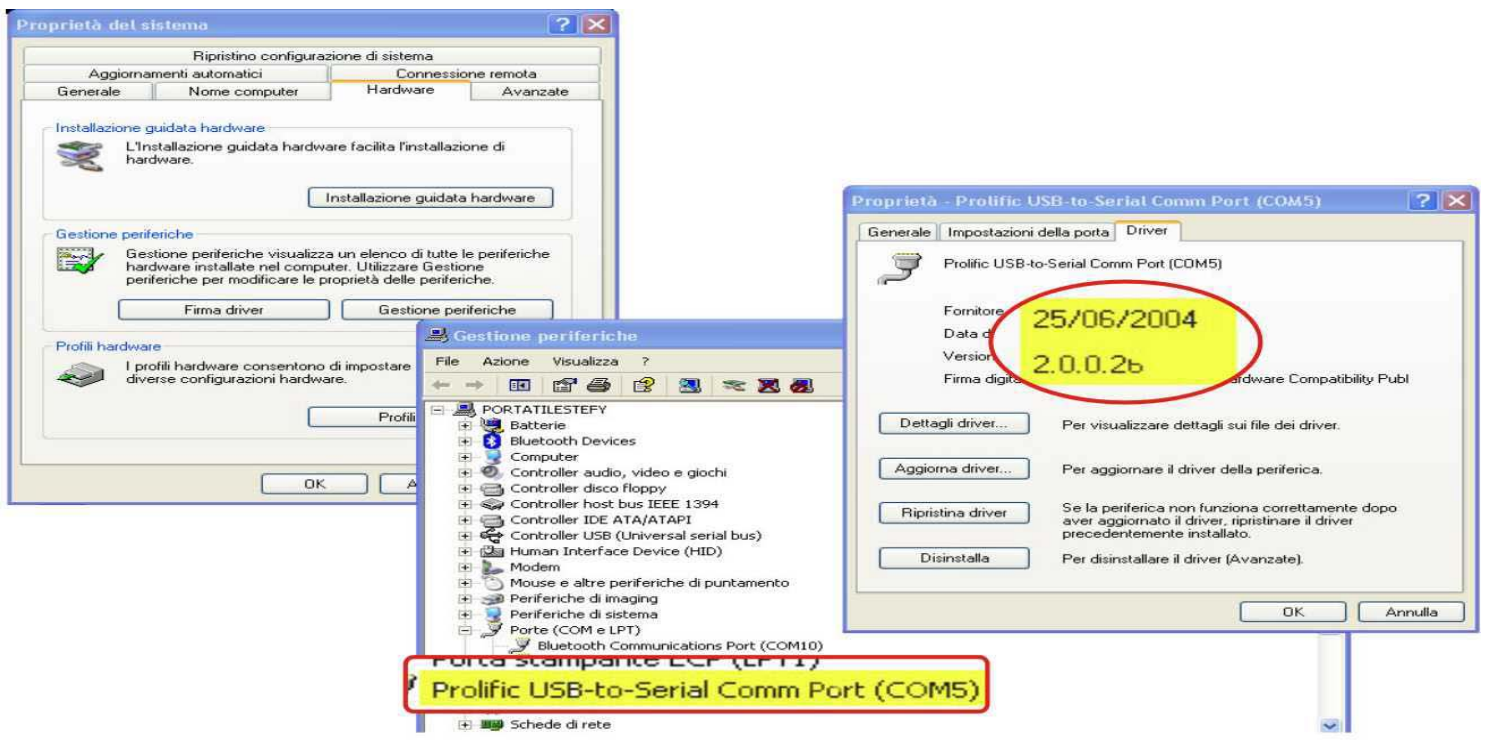 Proprietà del sistema
Ripristino configurazione di sistema
Aggiornamenti automatici
Connessione remota
Generale
Nome computer
Hardware
Avanzate
Installazione guidata hardware
L'Installazione guidata hardware facilita l'installazione di
hardware.
Installazione guidata hardware
Gestione periferiche
Gestione periferiche visualizza un elenco di tutte le periferiche
hardware installate nel computer. Utilizzare Gestione
periferiche per modificare le proprietà delle periferiche.
Firma driver
Gestione periferiche
Profili hardware
I profili hardware consentono di impostare
diverse configurazioni hardware.
Profili
OK
A
Gestione periferiche
File Azione Visualizza ?
PORTATILESTEFY
Batterie
Bluetooth Devices
Computer
Controller audio, video e giochi
Controller disco floppy
Controller host bus IEEE 1394
Controller IDE ATA/ATAPI
Controller USB (Universal serial bus)
Human Interface Device (HID)
Modem
Mouse e altre periferiche di puntamento
Periferiche di imaging
Periferiche di sistema
Porte (COM e LPT)
Bluetooth Communications Port (COM10)
Porta stampante ECP (LPT1)
Prolific USB-to-Serial Comm Port (COM5)
Schede di rete
Proprietà - Prolific USB-to-Serial Comm Port (COM5)
Generale
Impostazioni della porta
Driver
Prolific USB-to-Serial Comm Port (COM5)
Fornitore
Data d
25/06/2004
Version
2.0.0.26
Firma digita
ardware Compatibility Publ
Dettagli driver...
Per visualizzare dettagli sui file dei driver.
Aggiorna driver...
Per aggiornare il driver della periferica.
Ripristina driver
Se la periferica non funziona correttamente dopo
aver aggiornato il driver, ripristinare il driver
precedentemente installato.
Disinstalla
Per disinstallare il driver (Avanzate).
OK
Annulla